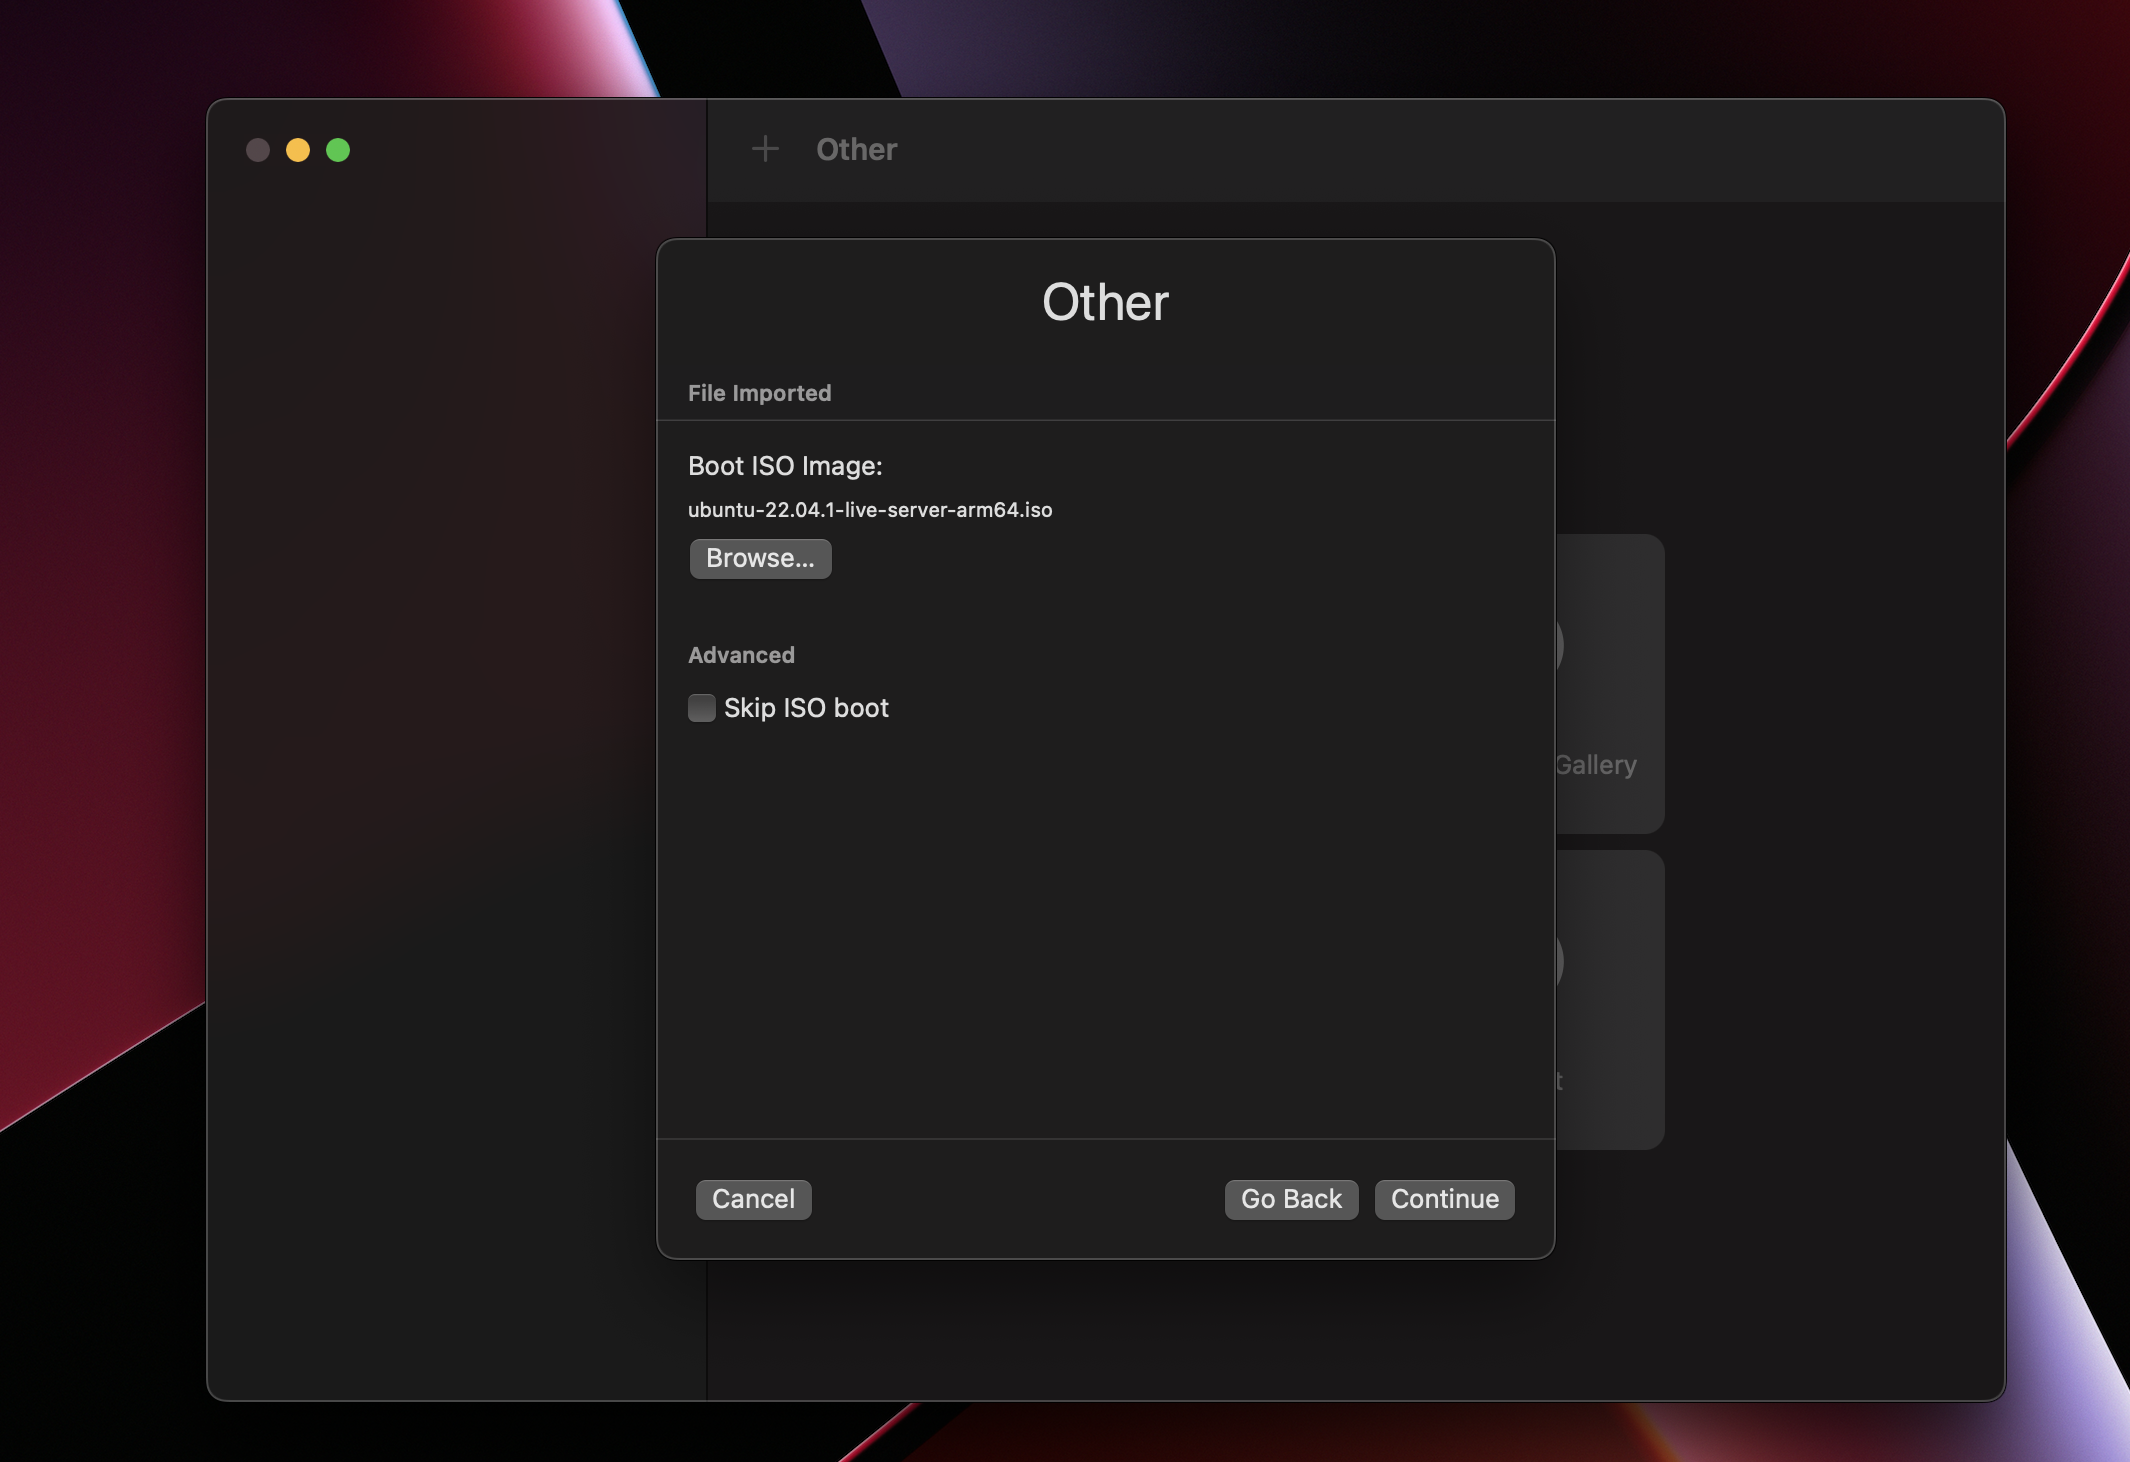 Other
Other
File Imported
Boot ISO Image:
ubuntu-22.04.1-live-server-arm64.iso
Browse...
Advanced
Skip ISO boot
Gallery
t
Cancel
Go Back
Continue